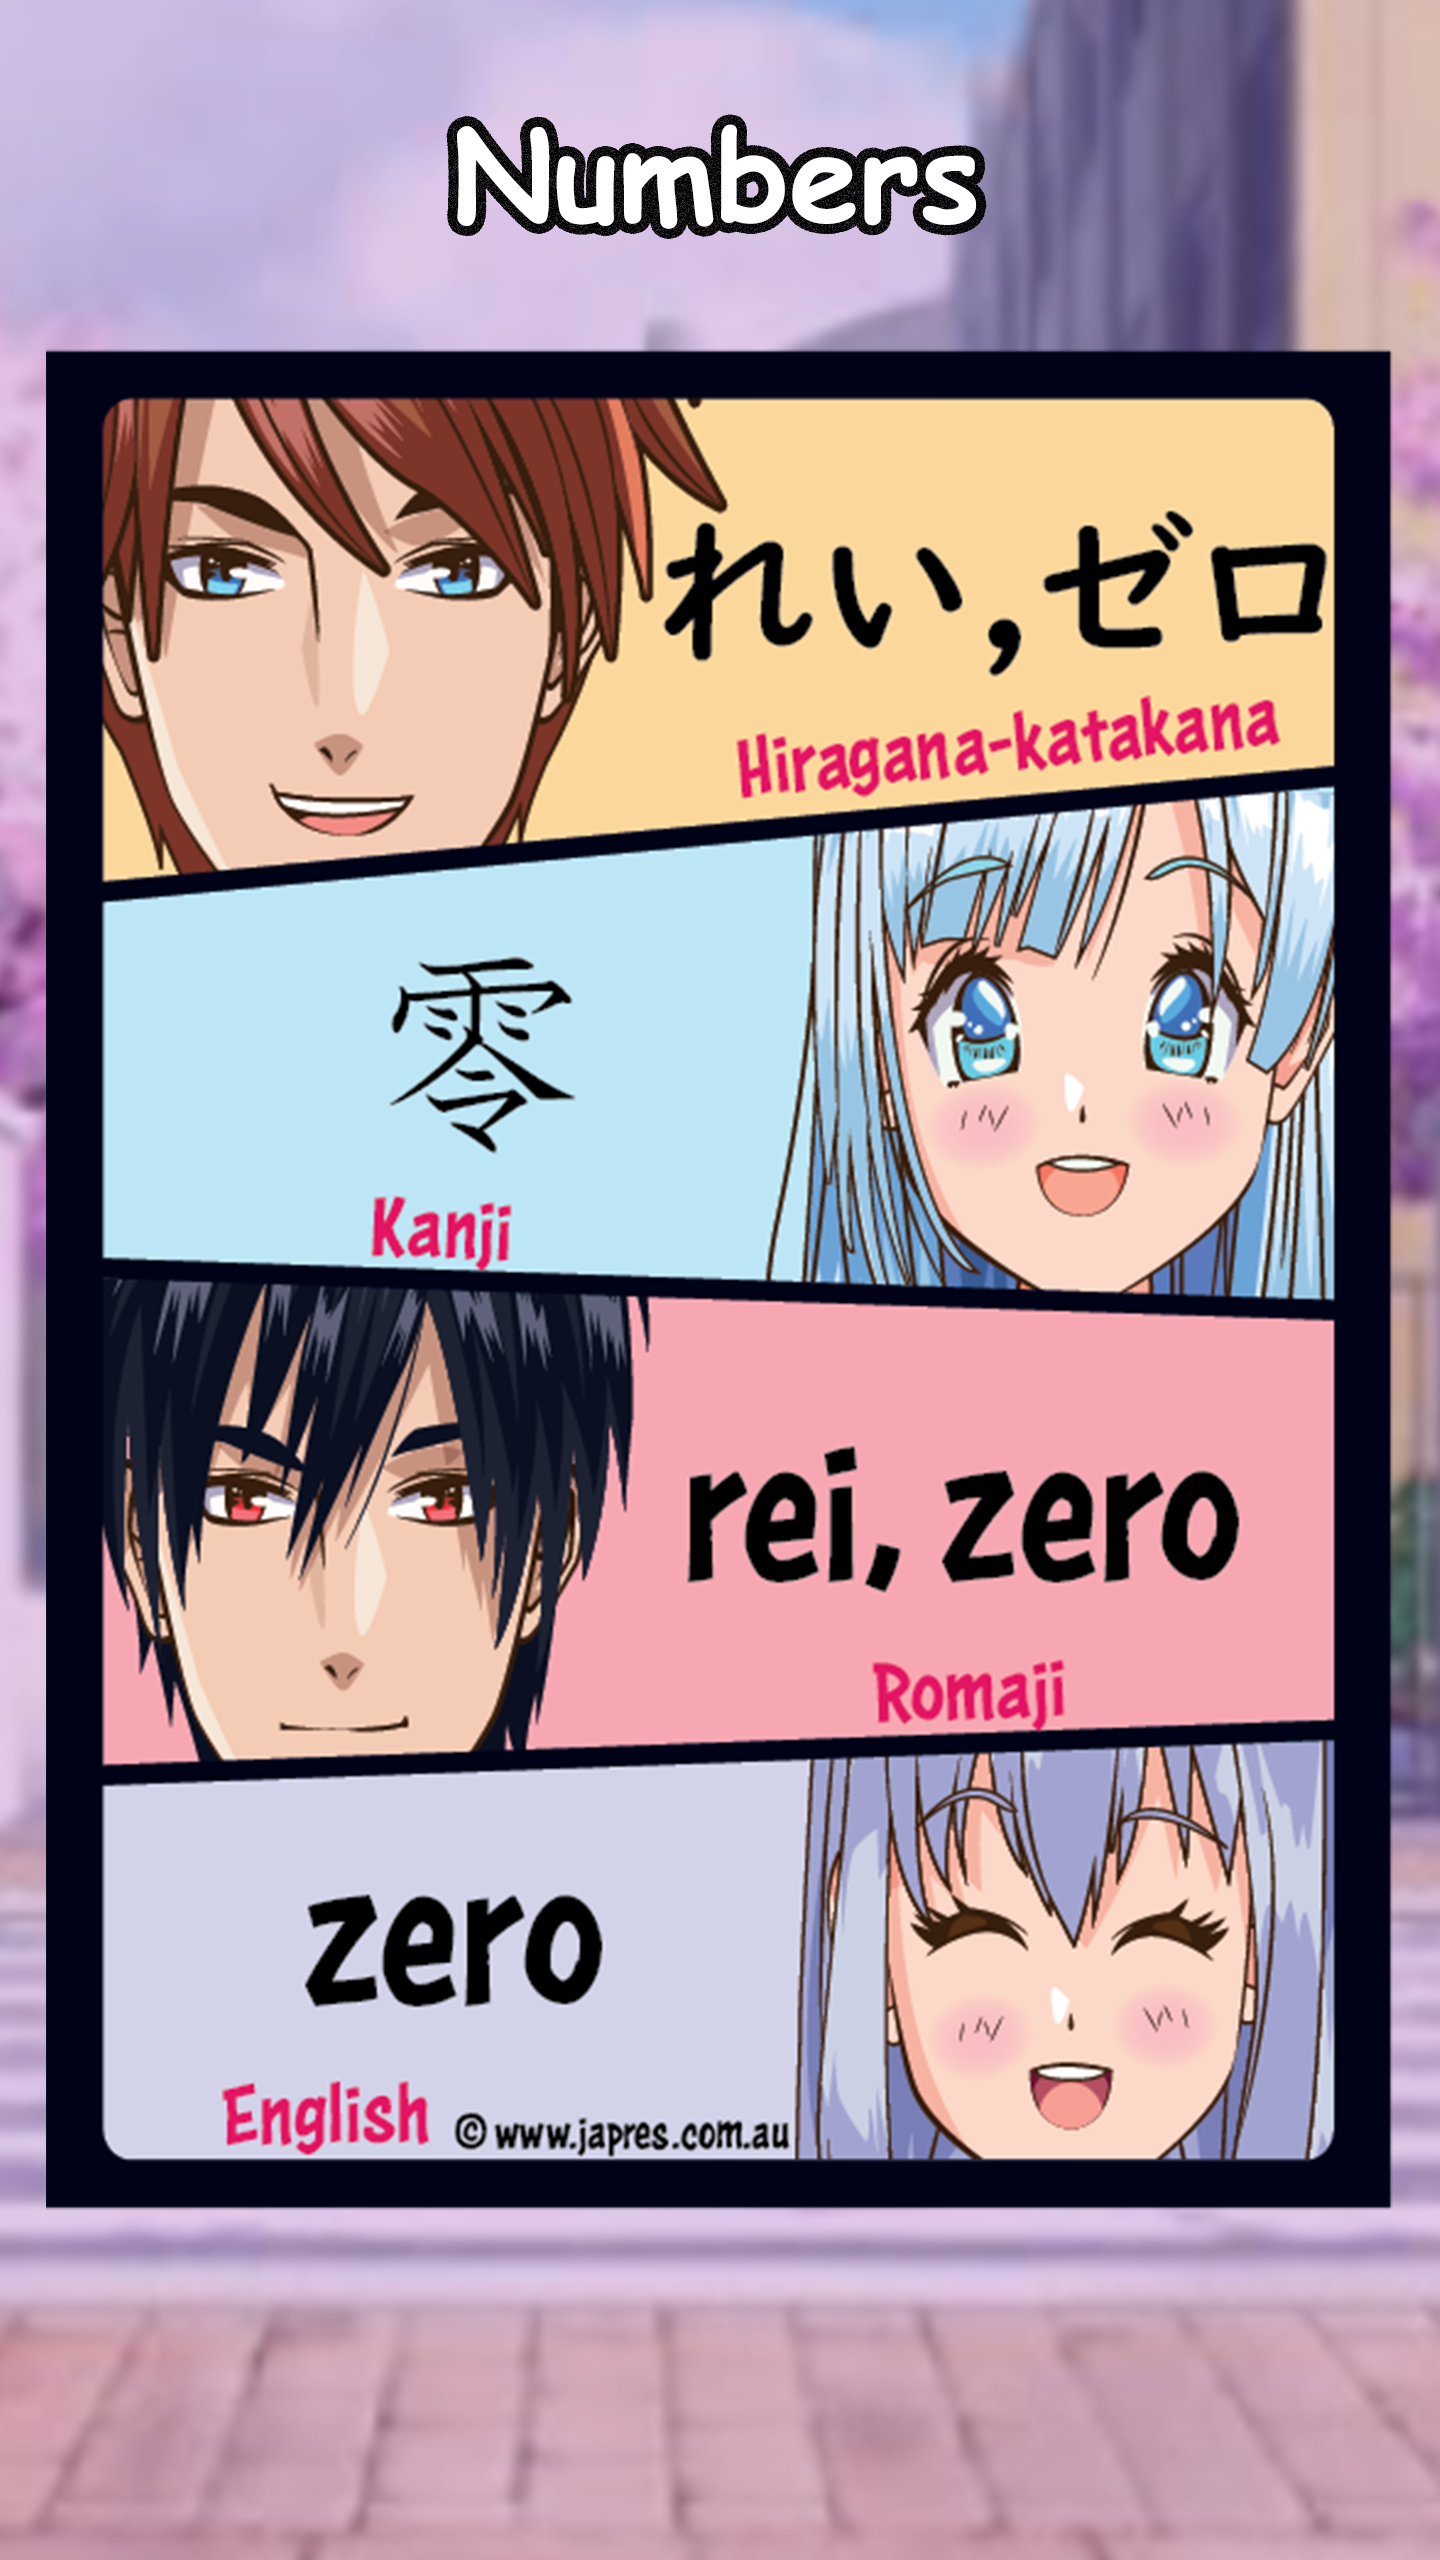 Numbers
れい,ゼロ
Hiragana-katakana
零
Kanji
rei, zero
Romaji
zero
English
© www.japres.com.au